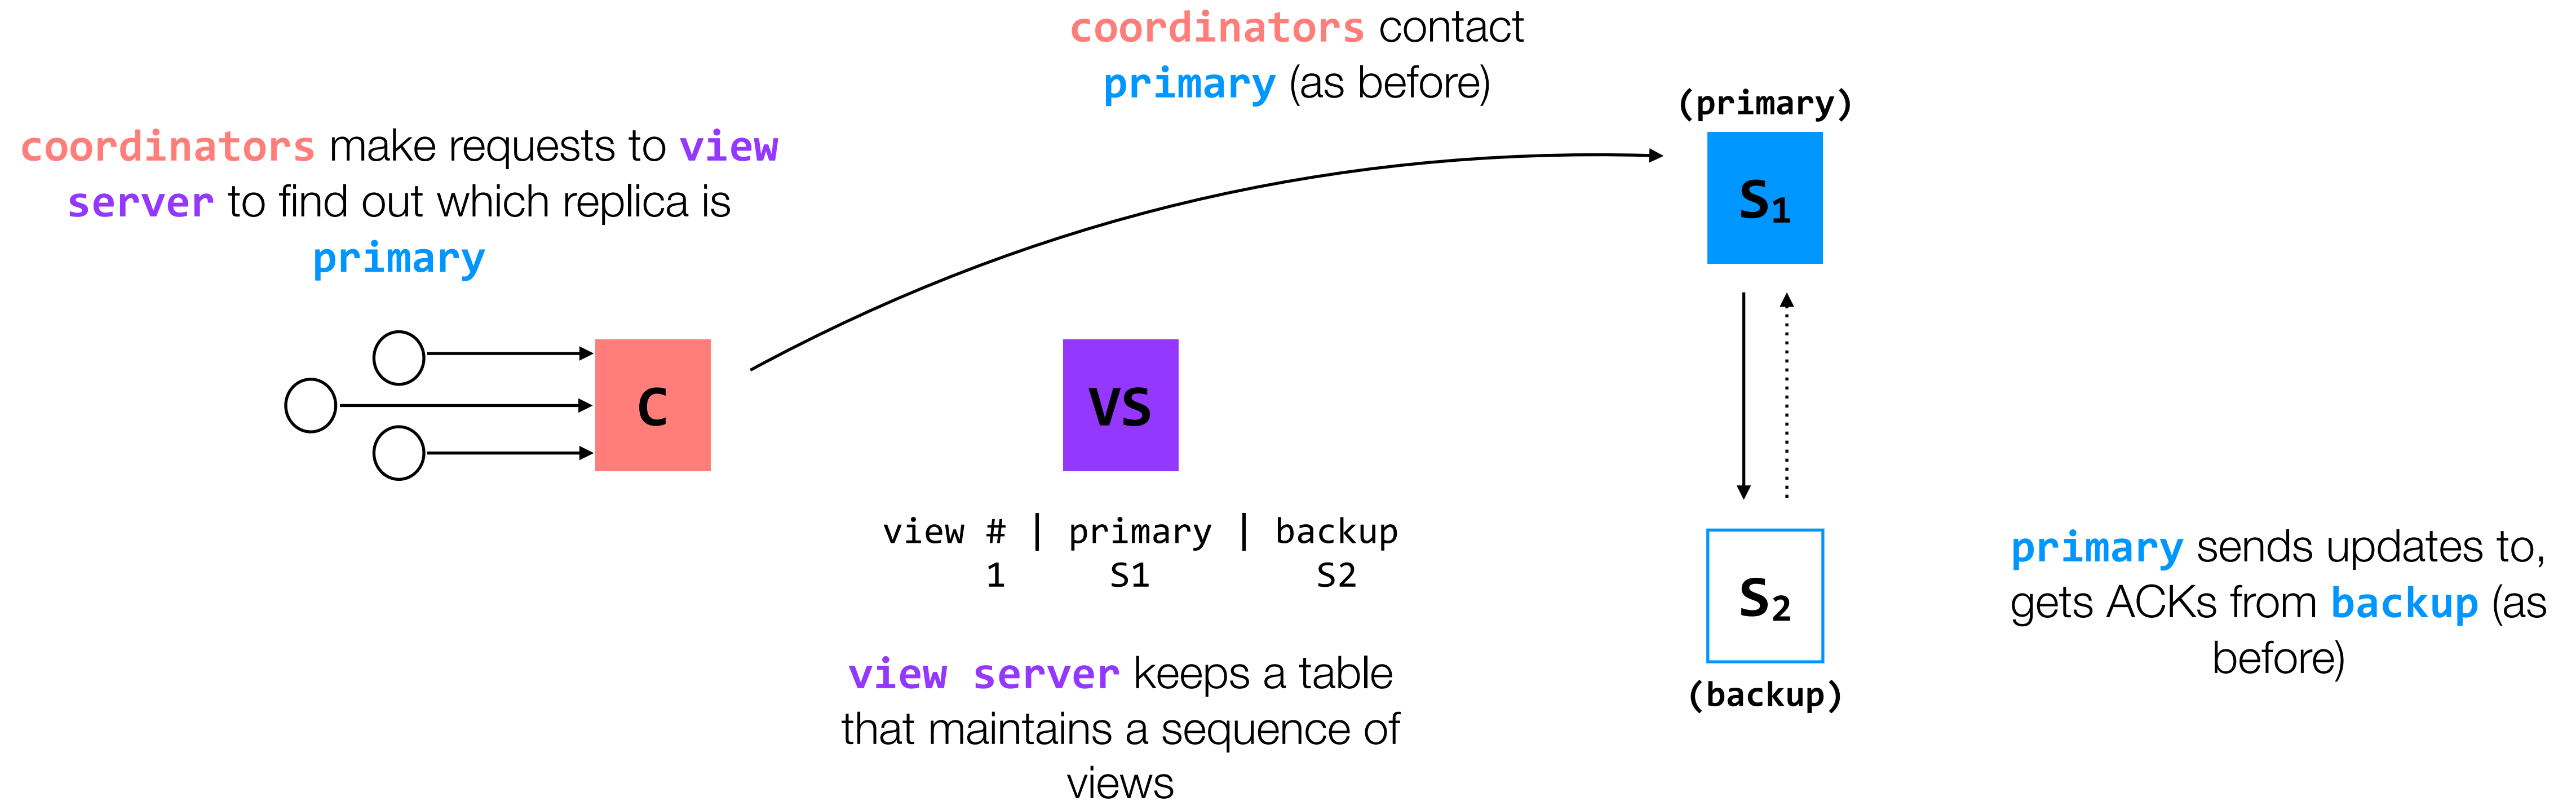 coordinators contact
primary (as before)
coordinators make requests to view
server to find out which replica is
primary
(primary)
S1
C
VS
view # | primary | backup
1 S1 S2
view server keeps a table
that maintains a sequence of
views
S2
(backup)
primary sends updates to,
gets ACKs from backup (as
before)